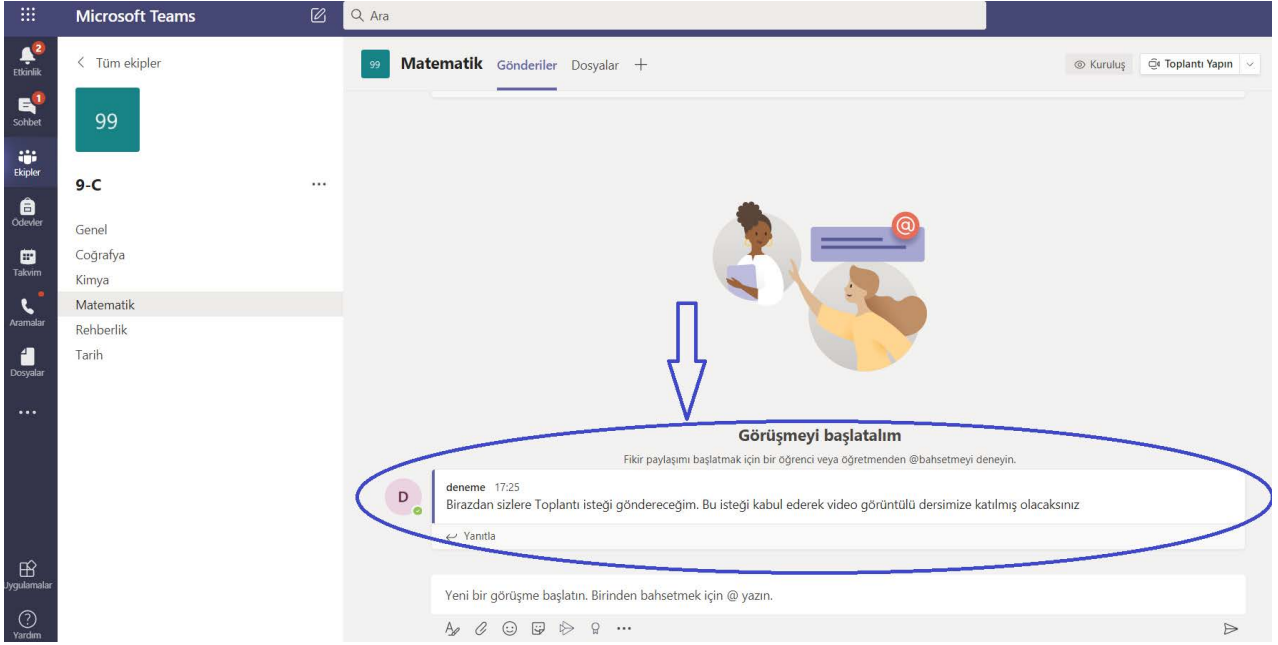 Microsoft Teams
Ara
2
Etkinlik
1
Sohbet
Ekipler
Ödevler
Takvim
Aramalar
Dosyalar
Uygulamalar
Yardım
Tüm ekipler
99
9-C
Genel
Coğrafya
Kimya
Matematik
Rehberlik
Tarih
99 Matematik Gönderiler Dosyalar
Kuruluş Toplantı Yapın
@
Görüşmeyi başlatalım
Fikir paylaşımı başlatmak için bir öğrenci veya öğretmenden @bahsetmeyi deneyin.
D
deneme 17:25
Birazdan sizlere Toplantı isteği göndereceğim. Bu isteği kabul ederek video görüntülü dersimize katılmış olacaksınız
Yanıtla
Yeni bir görüşme başlatın. Birinden bahsetmek için @ yazın.